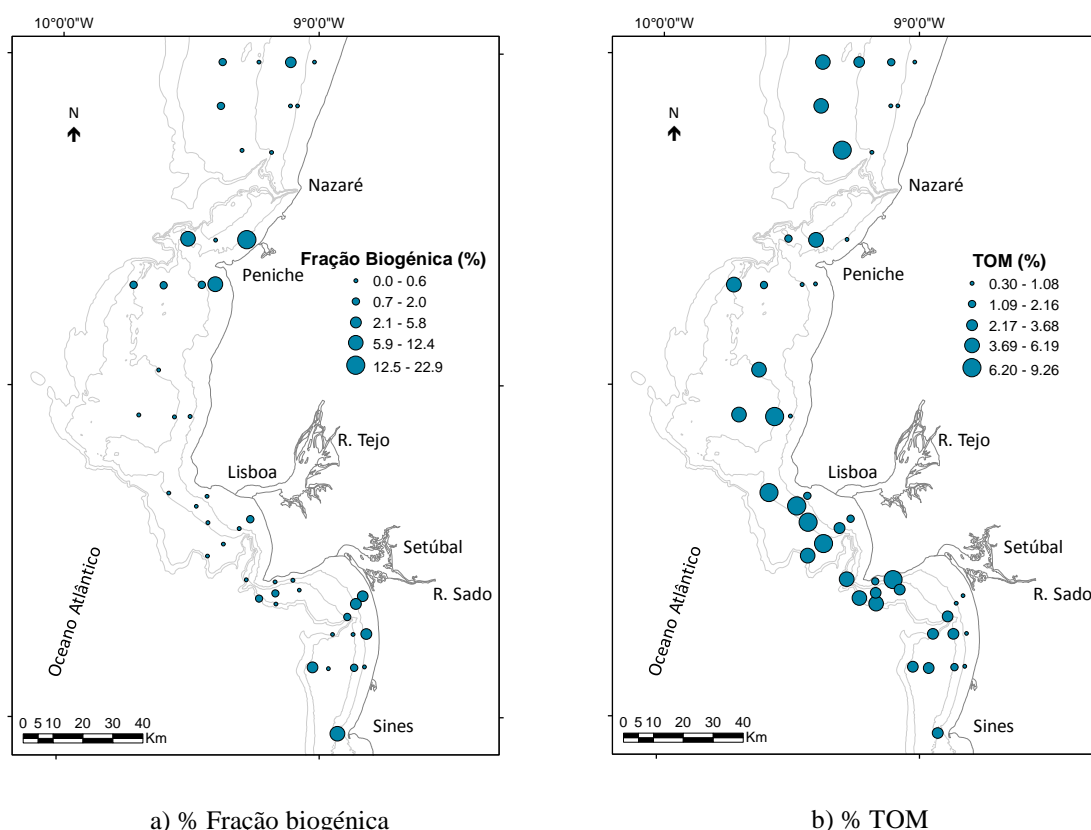 10°0'0"W 9°0'0"W
N
Nazaré
Peniche
Fração Biogénica (%)
0.0 - 0.6
0.7 - 2.0
2.1 - 5.8
5.9 - 12.4
12.5 - 22.9
R. Tejo
Lisboa
Setúbal
R. Sado
Oceano Atlântico
Sines
0 5 10 20 30 40
Km
a) % Fração biogénica
10°0'0"W 9°0'0"W
N
Nazaré
Peniche
TOM (%)
0.30 - 1.08
1.09 - 2.16
2.17 - 3.68
3.69 - 6.19
6.20 - 9.26
R. Tejo
Lisboa
Setúbal
R. Sado
Oceano Atlântico
Sines
0 5 10 20 30 40
Km
b) % TOM